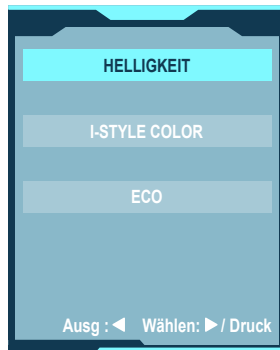 HELLIGKEIT
I-STYLE COLOR
ECO
Ausg : ◀ Wählen: ▶ / Druck